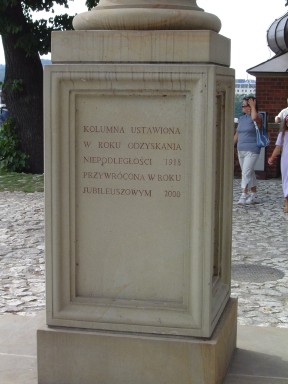 KOLUMNA USTAWIONA
W ROKU ODZYSKANIA
NIEPODLEGŁOŚCI 1918
PRZYWRÓCONA W ROKU
JUBILEUSZOWYM 2000